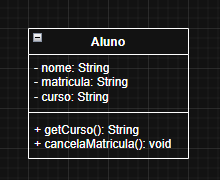 Aluno
- nome: String
- matricula: String
- curso: String
+ getCurso(): String
+ cancelaMatricula(): void